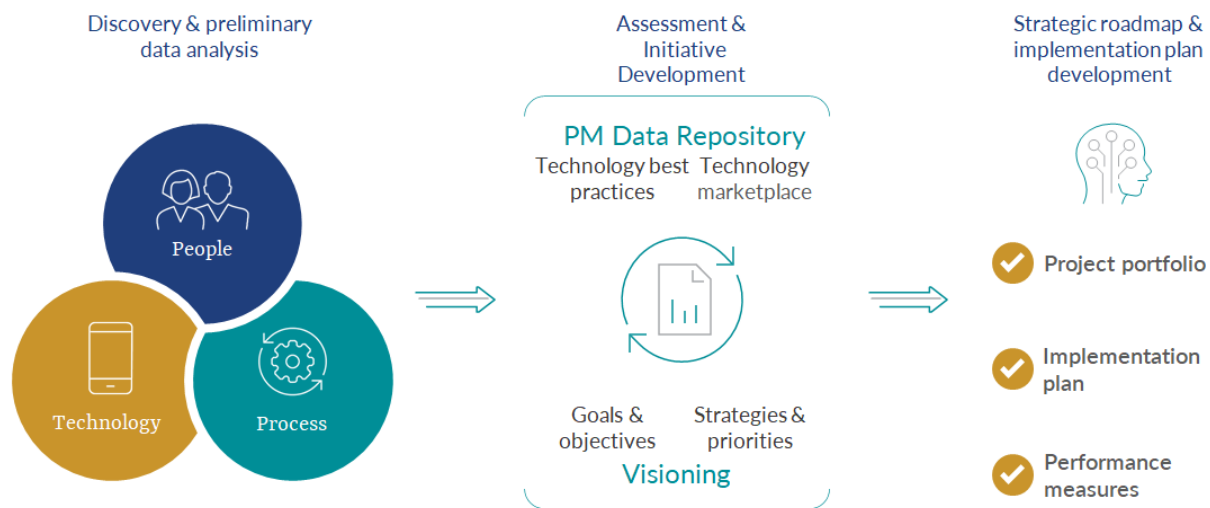 Discovery & preliminary
data analysis
People
Technology
Process
Assessment &
Initiative
Development
PM Data Repository
Technology best
practices
Technology
marketplace
Goals &
objectives
Strategies &
priorities
Visioning
Strategic roadmap &
implementation plan
development
Project portfolio
Implementation
plan
Performance
measures